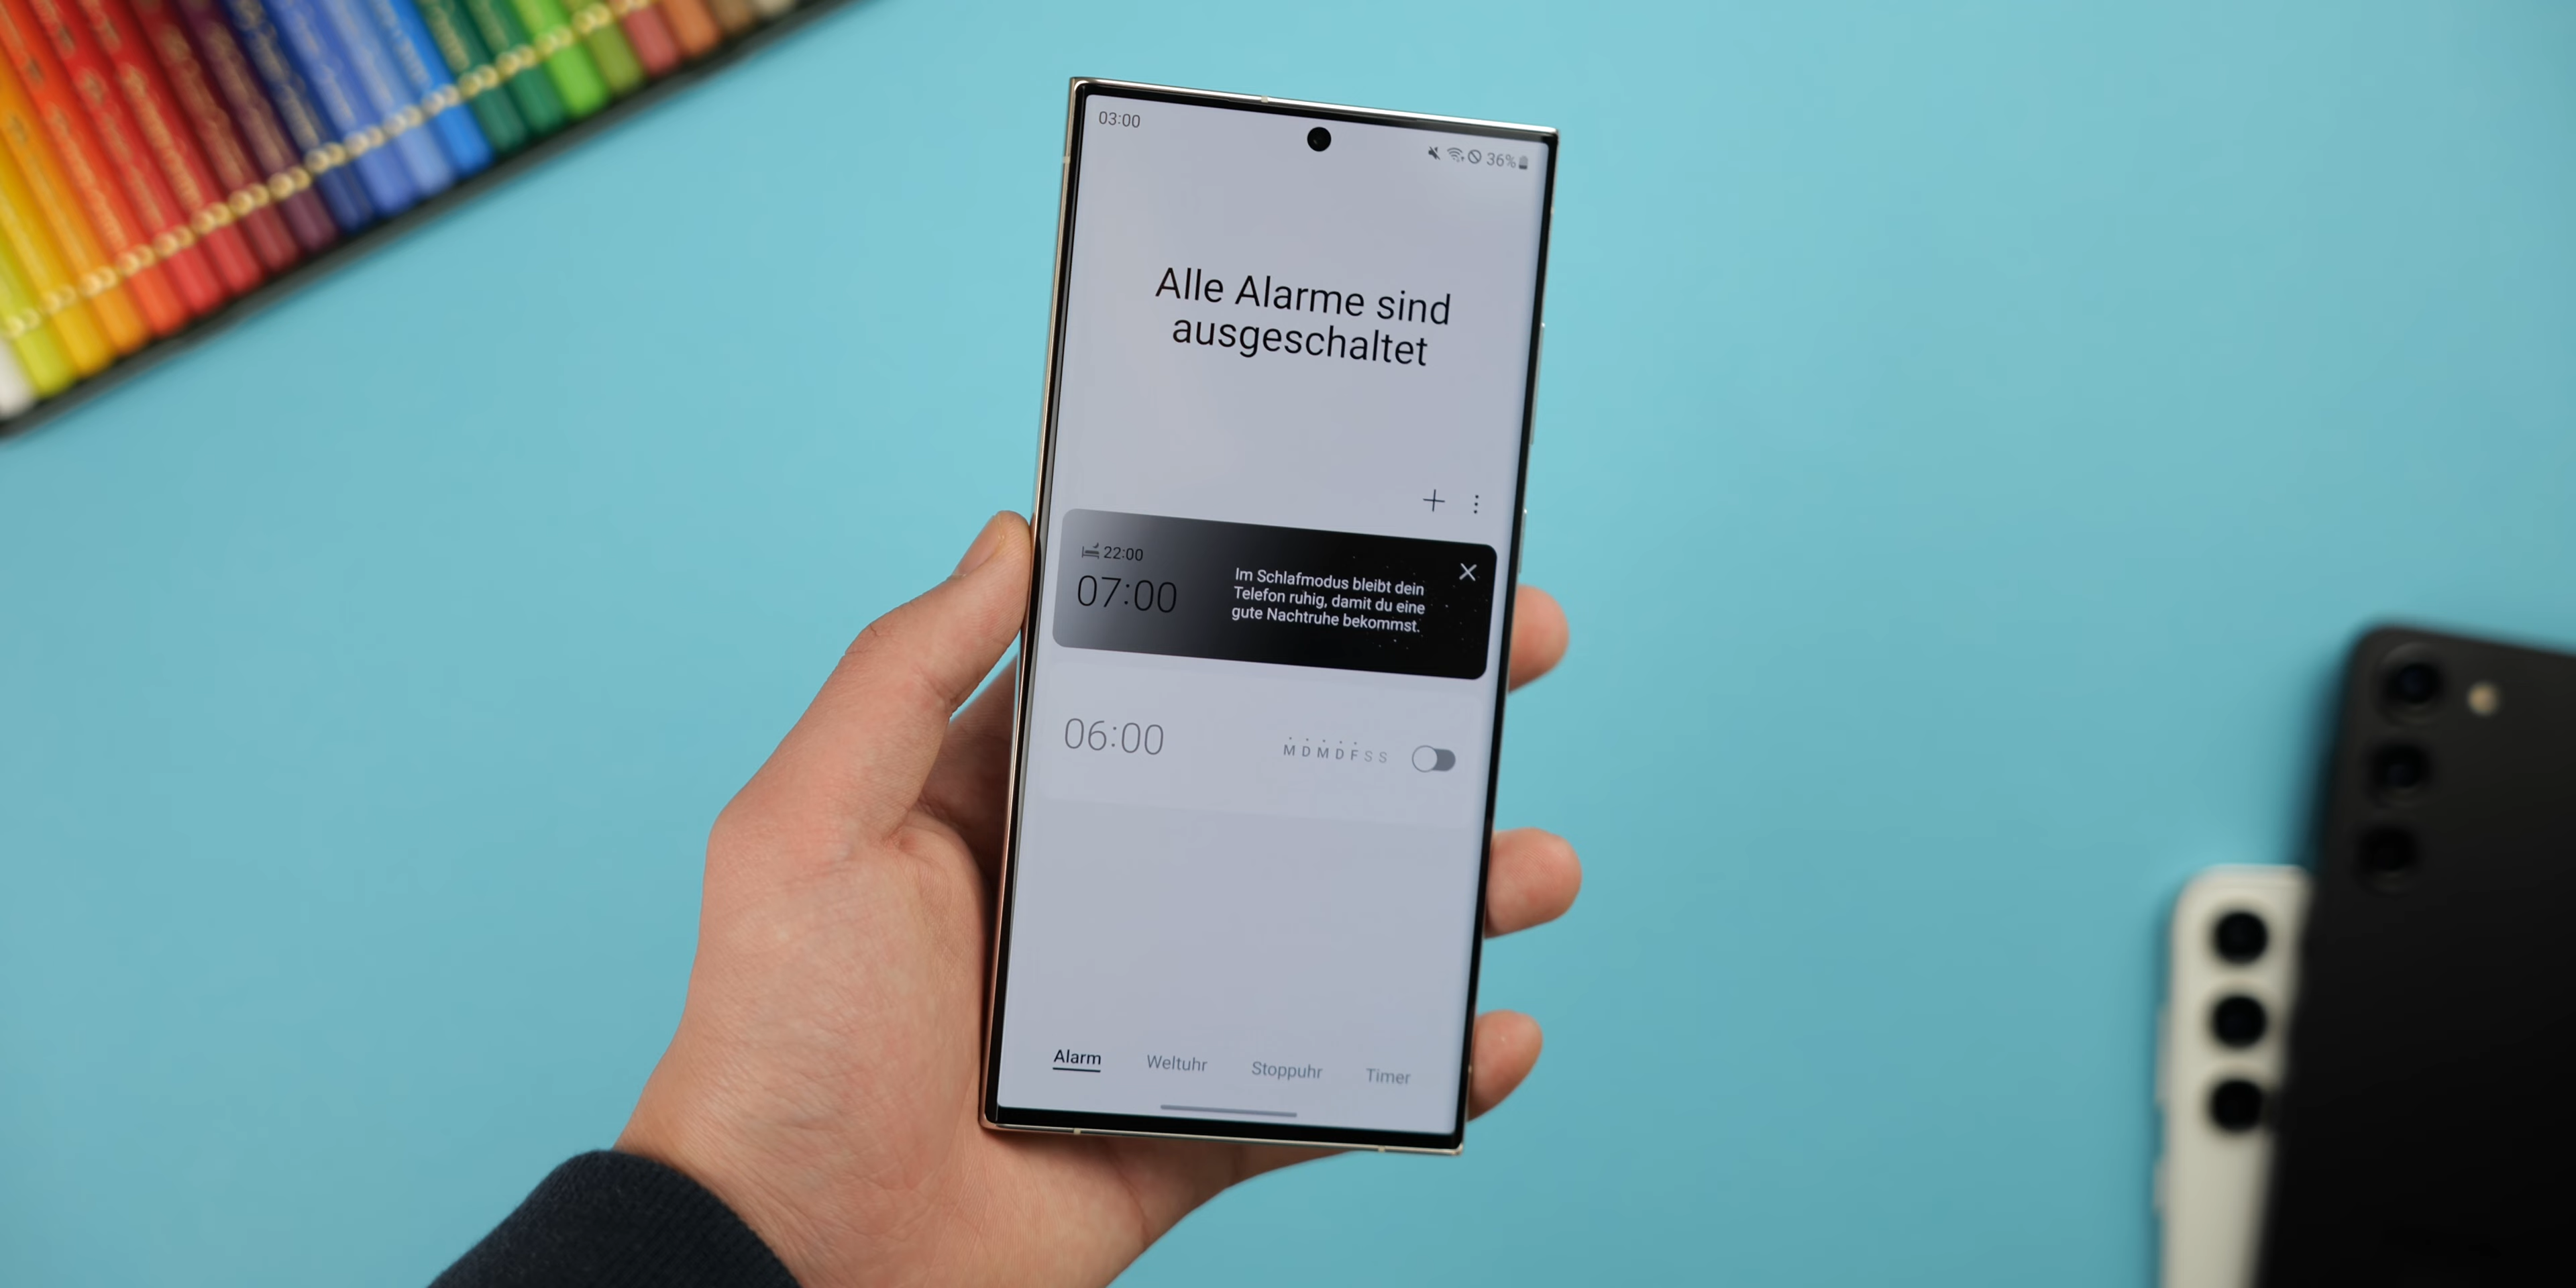 03:00
36%
Alle Alarme sind
ausgeschaltet
22:00
07:00
Im Schlafmodus bleibt dein
Telefon ruhig, damit du eine
gute Nachtruhe bekommst.
06:00
M D M D F S S
Alarm Weltuhr Stoppuhr Timer